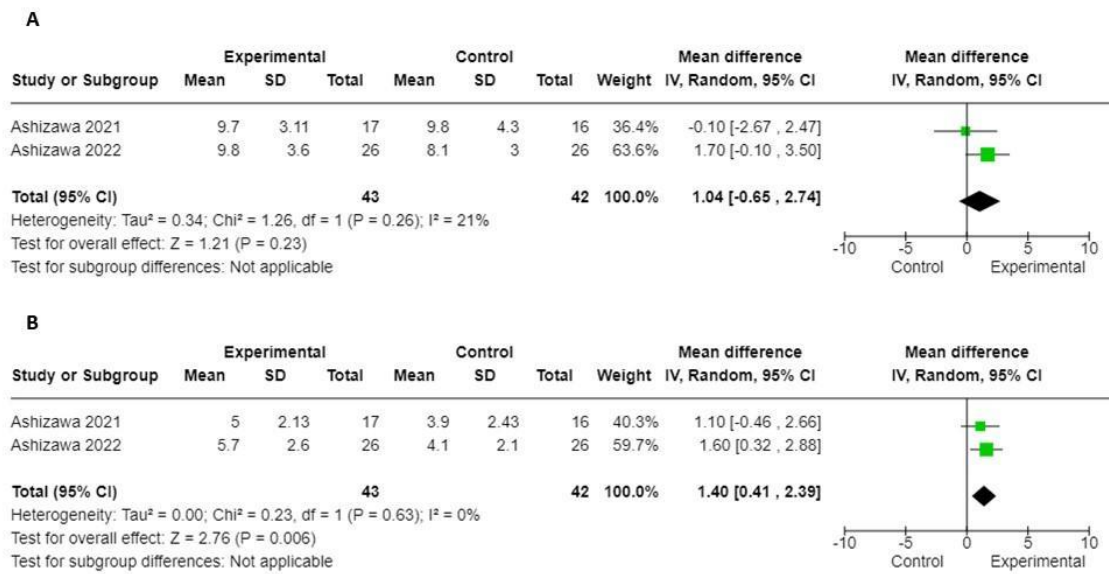 A
Experimental Control Mean difference Mean difference
Study or Subgroup Mean SD Total Mean SD Total Weight IV, Random, 95% CI IV, Random, 95% CI
Ashizawa 2021 9.7 3.11 17 9.8 4.3 16 36.4% -0.10 [-2.67 , 2.47]
Ashizawa 2022 9.8 3.6 26 8.1 3 26 63.6% 1.70 [-0.10 , 3.50]
Total (95% CI) 43 42 100.0% 1.04 [-0.65 , 2.74]
Heterogeneity: Tau² = 0.34; Chi² = 1.26, df = 1 (P = 0.26); I² = 21%
Test for overall effect: Z = 1.21 (P = 0.23)
-10 -5 0 5 10
Test for subgroup differences: Not applicable
Control Experimental
B
Experimental Control Mean difference Mean difference
Study or Subgroup Mean SD Total Mean SD Total Weight IV, Random, 95% CI IV, Random, 95% CI
Ashizawa 2021 5 2.13 17 3.9 2.43 16 40.3% 1.10 [-0.46 , 2.66]
Ashizawa 2022 5.7 2.6 26 4.1 2.1 26 59.7% 1.60 [0.32 , 2.88]
Total (95% CI) 43 42 100.0% 1.40 [0.41 , 2.39]
Heterogeneity: Tau² = 0.00; Chi² = 0.23, df = 1 (P = 0.63); I² = 0%
Test for overall effect: Z = 2.76 (P = 0.006)
-10 -5 0 5 10
Test for subgroup differences: Not applicable
Control Experimental